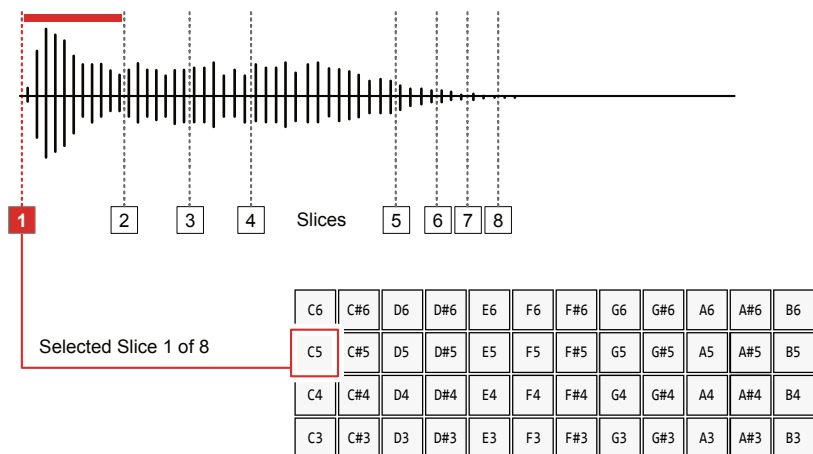 1 2 3 4 Slices 5 6 7 8
C6 C#6 D6 D#6 E6 F6 F#6 G6 G#6 A6 A#6 B6
Selected Slice 1 of 8
C5 C#5 D5 D#5 E5 F5 F#5 G5 G#5 A5 A#5 B5
C4 C#4 D4 D#4 E4 F4 F#4 G4 G#4 A4 A#4 B4
C3 C#3 D3 D#3 E3 F3 F#3 G3 G#3 A3 A#3 B3